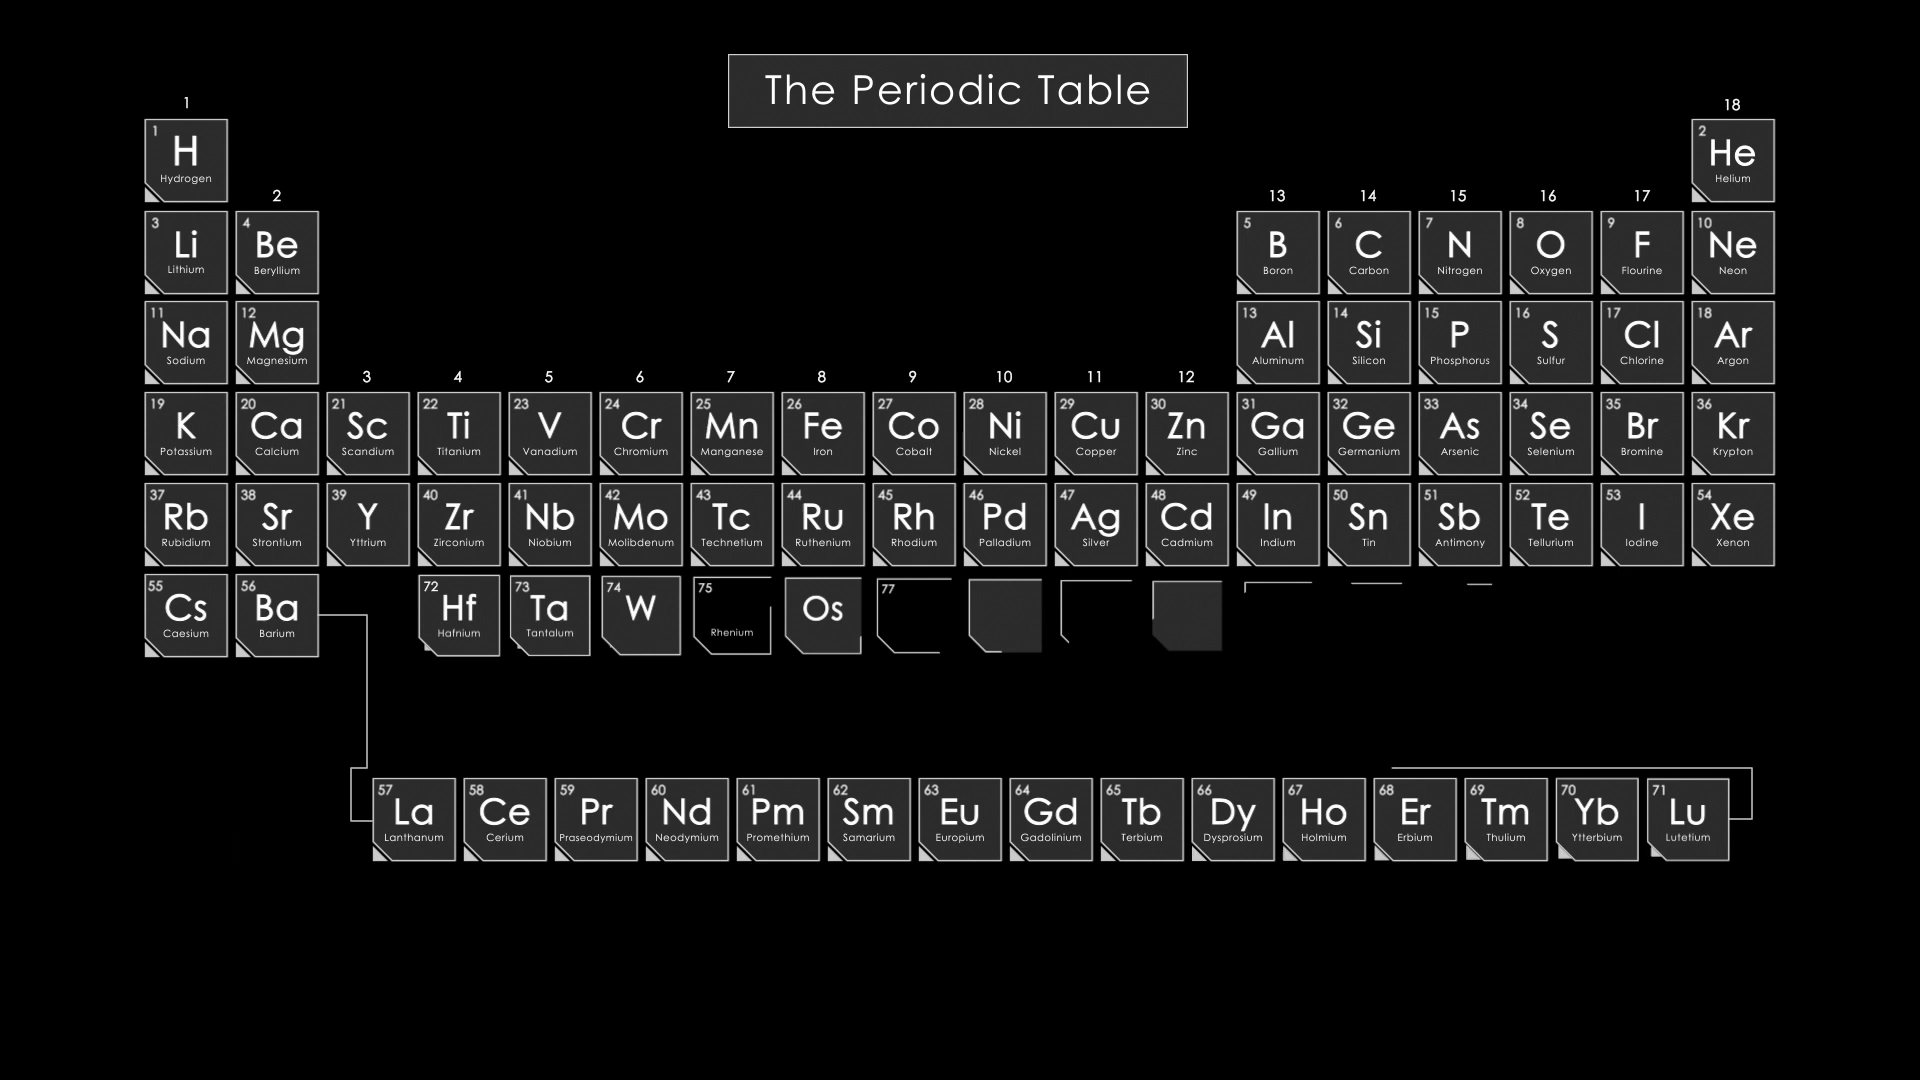 The Periodic Table
1 18
1 2
H He
Hydrogen Helium
2 13 14 15 16 17
3 4 5 6 7 8 9 10
Li Be B C N O F Ne
Lithium Beryllium Boron Carbon Nitrogen Oxygen Flourine Neon
11 12 13 14 15 16 17 18
Na Mg Al Si P S Cl Ar
Sodium Magnesium Aluminum Silicon Phosphorus Sulfur Chlorine Argon
3 4 5 6 7 8 9 10 11 12
19 20 21 22 23 24 25 26 27 28 29 30 31 32 33 34 35 36
K Ca Sc Ti V Cr Mn Fe Co Ni Cu Zn Ga Ge As Se Br Kr
Potassium Calcium Scandium Titanium Vanadium Chromium Manganese Iron Cobalt Nickel Copper Zinc Gallium Germanium Arsenic Selenium Bromine Krypton
37 38 39 40 41 42 43 44 45 46 47 48 49 50 51 52 53 54
Rb Sr Y Zr Nb Mo Tc Ru Rh Pd Ag Cd In Sn Sb Te I Xe
Rubidium Strontium Yttrium Zirconium Niobium Molibdenum Technetium Ruthenium Rhodium Palladium Silver Cadmium Indium Tin Antimony Tellurium Iodine Xenon
55 56 72 73 74 75 77
Cs Ba Hf Ta W Os
Caesium Barium Hafnium Tantalum Rhenium
57 58 59 60 61 62 63 64 65 66 67 68 69 70 71
La Ce Pr Nd Pm Sm Eu Gd Tb Dy Ho Er Tm Yb Lu
Lanthanum Cerium Praseodymium Neodymium Promethium Samarium Europium Gadolinium Terbium Dysprosium Holmium Erbium Thulium Ytterbium Lutetium